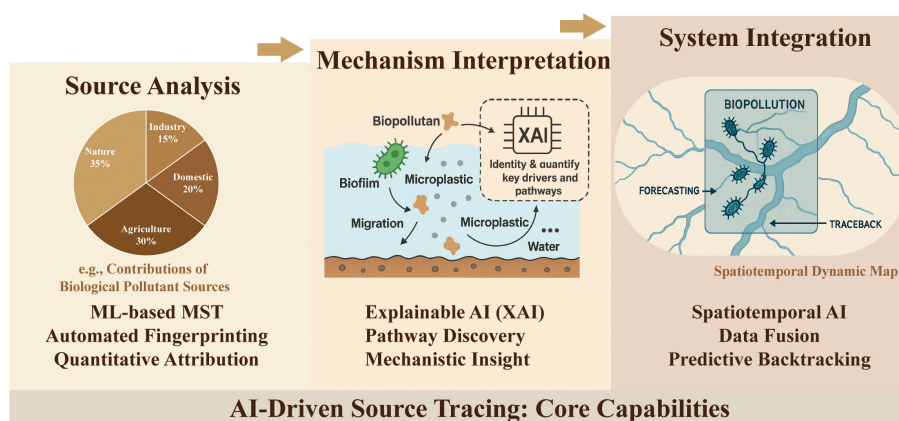 Source Analysis
Industry
15%
Nature
35%
Domestic
20%
Agriculture
30%
e.g., Contributions of
Biological Pollutant Sources
ML-based MST
Automated Fingerprinting
Quantitative Attribution
Mechanism Interpretation
Biopollutan
XAI
Identity & quantify
key drivers and
pathways
Biofiim
Microplastic
Migration
Microplastic
Water
Explainable AI (XAI)
Pathway Discovery
Mechanistic Insight
System Integration
BIOPOLLUTION
FORECASTING
TRACEBACK
Spatiotemporal Dynamic Map
Spatiotemporal AI
Data Fusion
Predictive Backtracking
AI-Driven Source Tracing: Core Capabilities